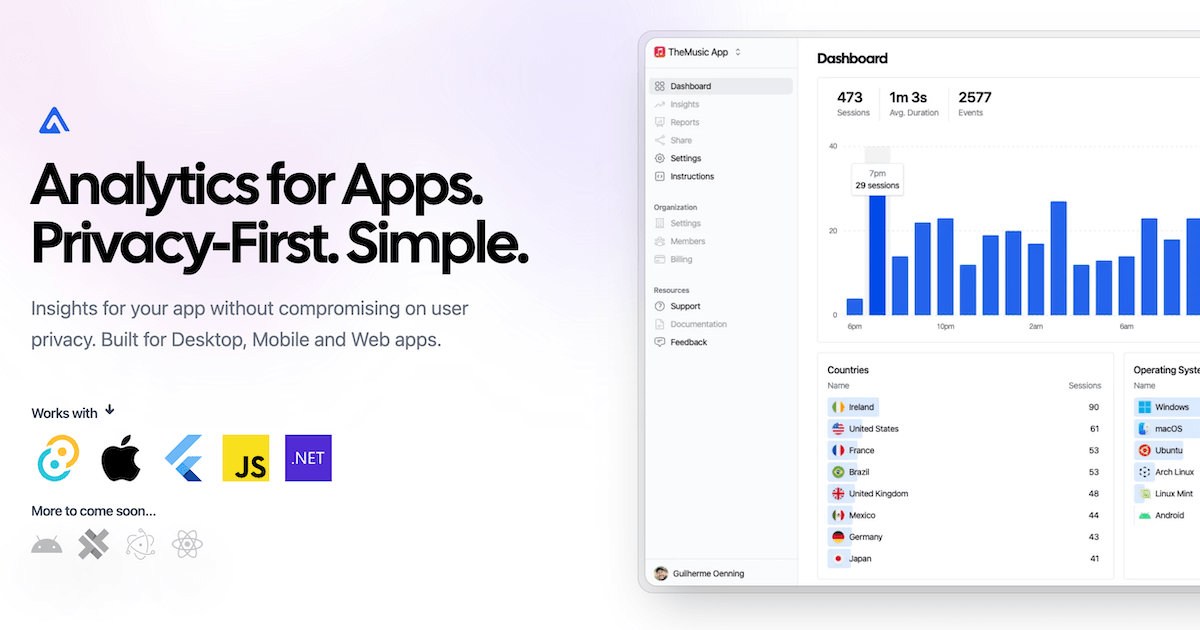 Analytics for Apps.
Privacy-First. Simple.
Insights for your app without compromising on user
privacy. Built for Desktop, Mobile and Web apps.
Works with
JS
.NET
More to come soon...
TheMusic App
Dashboard
Insights
Reports
Share
Settings
Instructions
Organization
Settings
Members
Billing
Resources
Support
Documentation
Feedback
Guilherme Oenning
Dashboard
473 1m 3s 2577
Sessions Avg. Duration Events
40
7pm
29 sessions
20
0
6pm 10pm 2am 6am
Countries
Name Sessions
Ireland 90
United States 61
France 53
Brazil 53
United Kingdom 48
Mexico 44
Germany 43
Japan 41
Operating Syste
Name
Windows
macOS
Ubuntu
Arch Linux
Linux Mint
Android